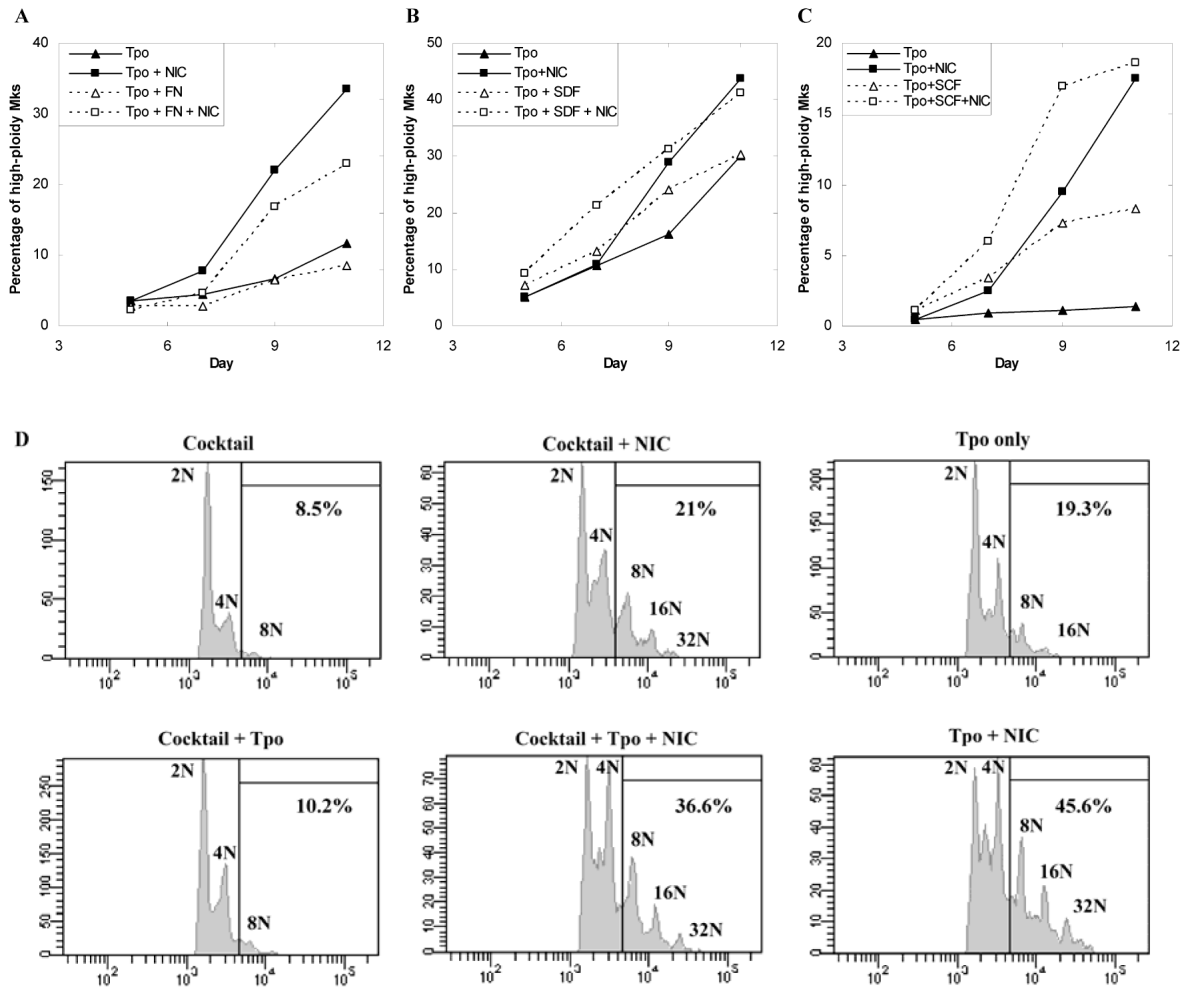 A
Percentage of high-ploidy Mks
40
30
20
10
0
Tpo
Tpo + NIC
Tpo + FN
Tpo + FN + NIC
3 6 9 12
Day
B
Percentage of high-ploidy Mks
50
40
30
20
10
0
Tpo
Tpo+NIC
Tpo + SDF
Tpo + SDF + NIC
3 6 9 12
Day
C
Percentage of high-ploidy Mks
20
15
10
5
0
Tpo
Tpo+NIC
Tpo+SCF
Tpo+SCF+NIC
3 6 9 12
Day
D
Cocktail
150
100
50
0
2N
4N
8N
8.5%
10² 10³ 10⁴ 10⁵
Cocktail + NIC
60
50
40
30
20
10
0
2N
4N
8N
16N
32N
21%
10² 10³ 10⁴ 10⁵
Tpo only
200
150
100
50
0
2N
4N
8N
16N
19.3%
10² 10³ 10⁴ 10⁵
Cocktail + Tpo
250
200
150
100
50
0
2N
4N
8N
10.2%
10² 10³ 10⁴ 10⁵
Cocktail + Tpo + NIC
70
60
50
40
30
20
10
0
2N
4N
8N
16N
32N
36.6%
10² 10³ 10⁴ 10⁵
Tpo + NIC
60
50
40
30
20
10
0
2N
4N
8N
16N
32N
45.6%
10² 10³ 10⁴ 10⁵